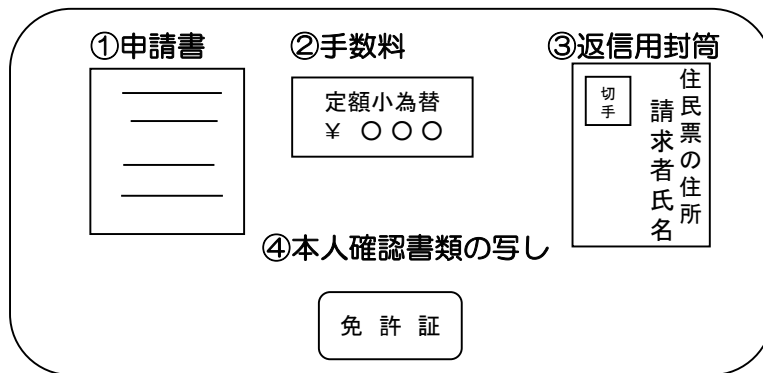 ①申請書
②手数料
定額小為替
￥ 〇〇〇
③返信用封筒
切手
住民票の住所
請求者氏名
④本人確認書類の写し
免 許 証